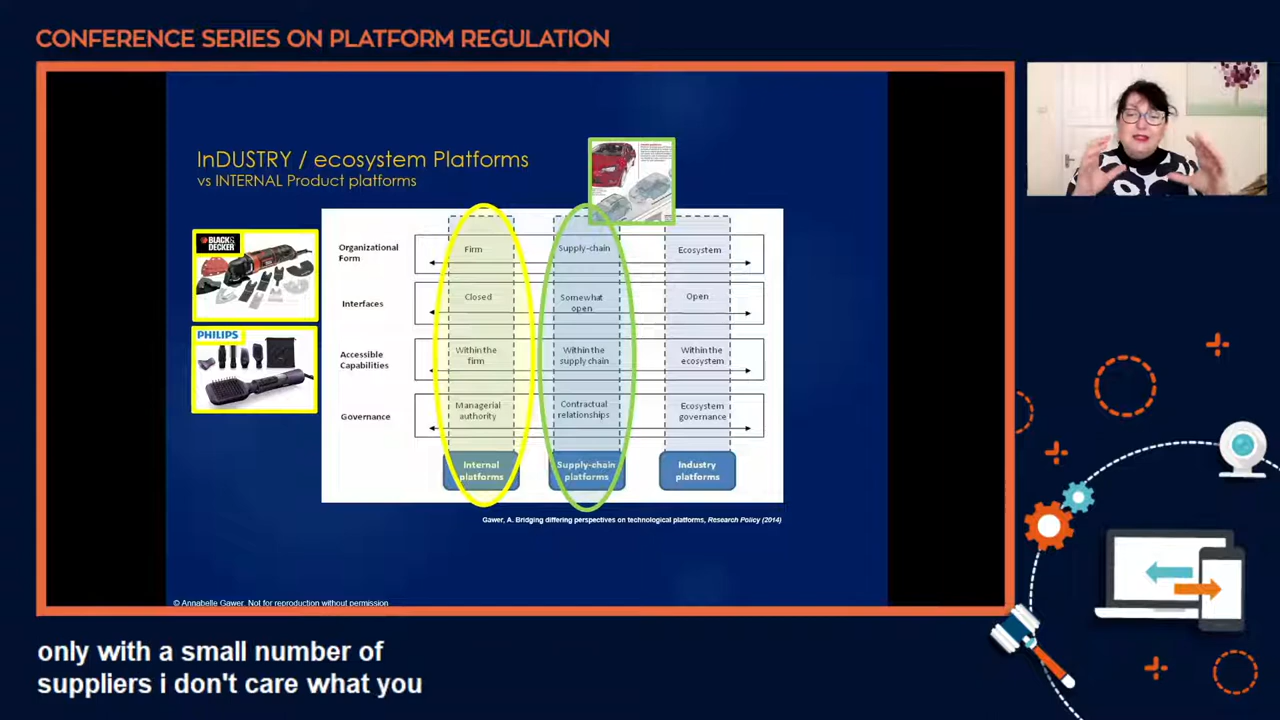 CONFERENCE SERIES ON PLATFORM REGULATION
InDUSTRY / ecosystem Platforms
vs INTERNAL Product platforms
BLACK&
DECKER
PHILIPS
Organizational
Form
Firm
Supply-chain
Ecosystem
Interfaces
Closed
Somewhat
open
Open
Accessible
Capabilities
Within the
firm
Within the
supply chain
Within the
ecosystem
Governance
Managerial
authority
Contractual
relationships
Ecosystem
governance
Internal
platforms
Supply-chain
platforms
Industry
platforms
Gawer, A. Bridging differing perspectives on technological platforms, Research Policy (2014)
© Annabelle Gawer. Not for reproduction without permission
only with a small number of
suppliers i don't care what you